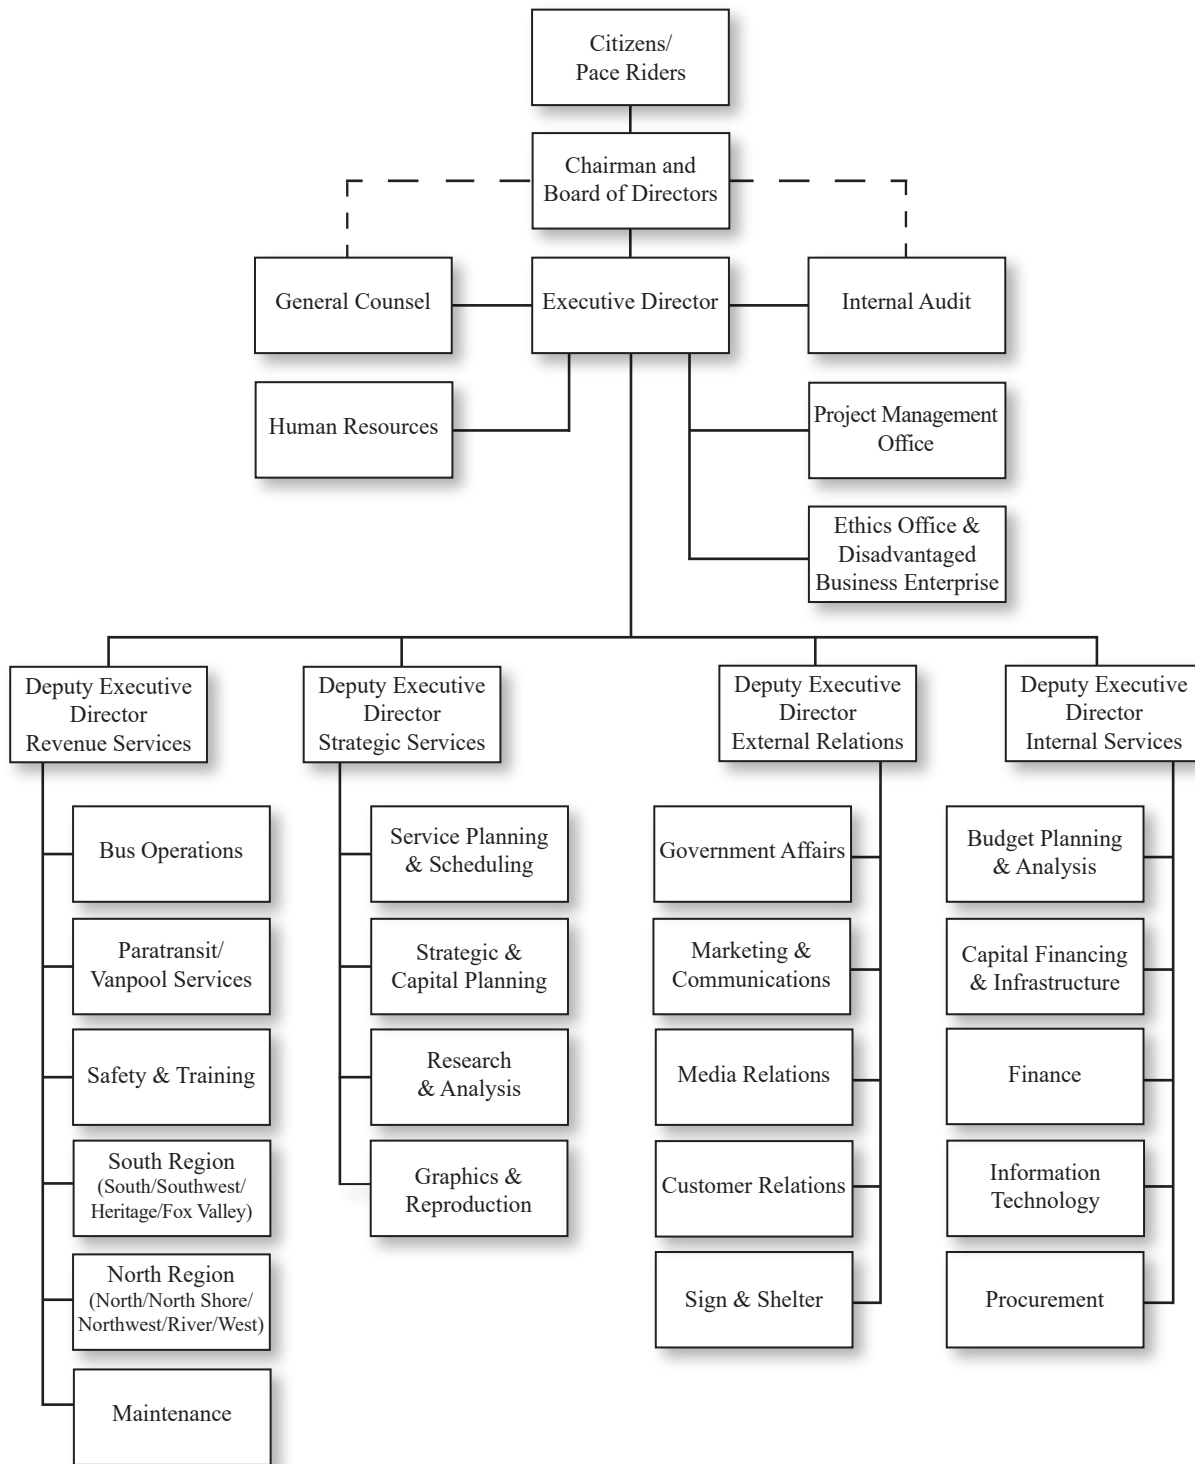 Citizens/
Pace Riders
Chairman and
Board of Directors
General Counsel
Executive Director
Internal Audit
Human Resources
Project Management
Office
Ethics Office &
Disadvantaged
Business Enterprise
Deputy Executive
Director
Revenue Services
Deputy Executive
Director
Strategic Services
Deputy Executive
Director
External Relations
Deputy Executive
Director
Internal Services
Bus Operations
Paratransit/
Vanpool Services
Safety & Training
South Region
(South/Southwest/
Heritage/Fox Valley)
North Region
(North/North Shore/
Northwest/River/West)
Maintenance
Service Planning
& Scheduling
Strategic &
Capital Planning
Research
& Analysis
Graphics &
Reproduction
Government Affairs
Marketing &
Communications
Media Relations
Customer Relations
Sign & Shelter
Budget Planning
& Analysis
Capital Financing
& Infrastructure
Finance
Information
Technology
Procurement